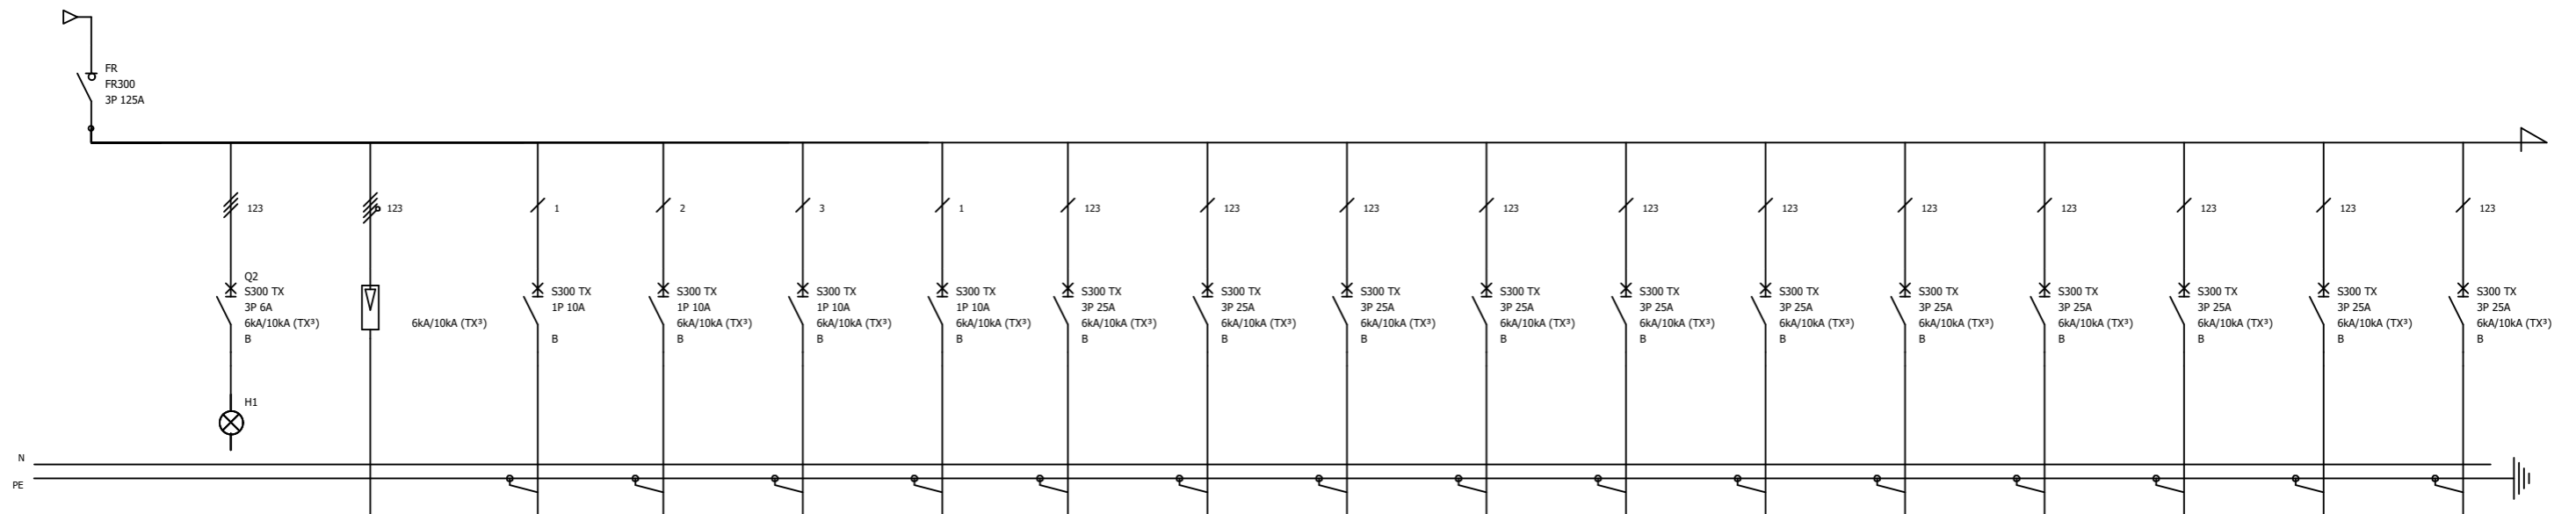 FR
FR300
3P 125A
123
123
1
2
3
1
123
123
123
123
123
123
123
123
123
123
123
Q2
S300 TX
3P 6A
6kA/10kA (TX³)
B
6kA/10kA (TX³)
S300 TX
1P 10A
B
S300 TX
1P 10A
6kA/10kA (TX³)
B
S300 TX
1P 10A
6kA/10kA (TX³)
B
S300 TX
1P 10A
6kA/10kA (TX³)
B
S300 TX
3P 25A
6kA/10kA (TX³)
B
S300 TX
3P 25A
6kA/10kA (TX³)
B
S300 TX
3P 25A
6kA/10kA (TX³)
B
S300 TX
3P 25A
6kA/10kA (TX³)
B
S300 TX
3P 25A
6kA/10kA (TX³)
B
S300 TX
3P 25A
6kA/10kA (TX³)
B
S300 TX
3P 25A
6kA/10kA (TX³)
B
S300 TX
3P 25A
6kA/10kA (TX³)
B
S300 TX
3P 25A
6kA/10kA (TX³)
B
S300 TX
3P 25A
6kA/10kA (TX³)
B
S300 TX
3P 25A
6kA/10kA (TX³)
B
H1
N
PE